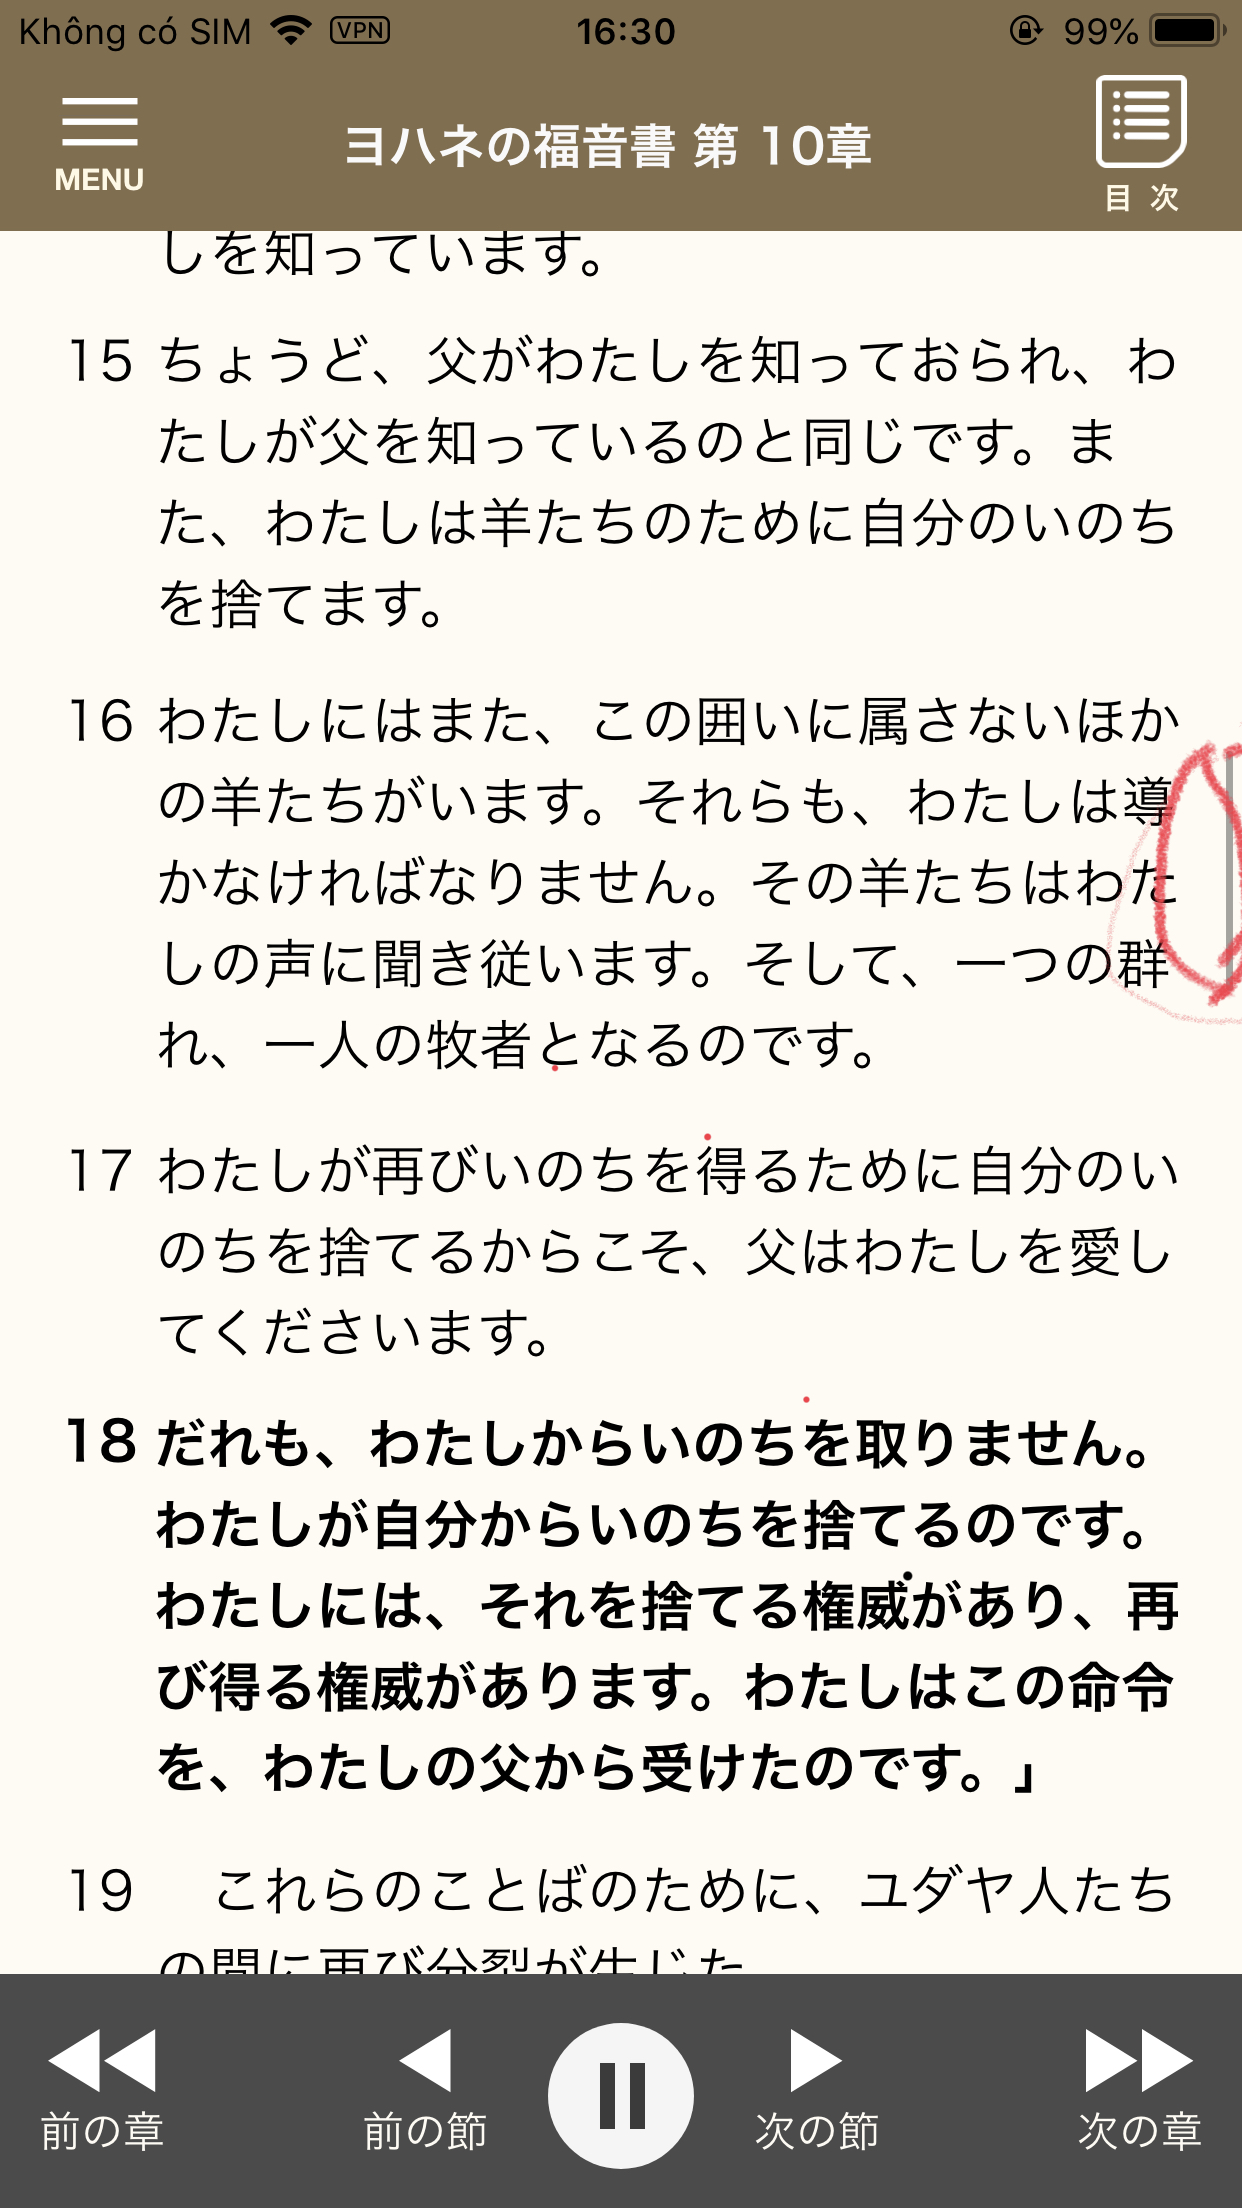 Không có SIM VPN 16:30 99%
MENU
ヨハネの福音書 第 10章
目 次
しを知っています。
15 ちょうど、父がわたしを知っておられ、わ
たしが父を知っているのと同じです。ま
た、わたしは羊たちのために自分のいのち
を捨てます。
16 わたしにはまた、この囲いに属さないほか
の羊たちがいます。それらも、わたしは導
かなければなりません。その羊たちはわた
しの声に聞き従います。そして、一つの群
れ、一人の牧者となるのです。
17 わたしが再びいのちを得るために自分のい
のちを捨てるからこそ、父はわたしを愛し
てくださいます。
18 だれも、わたしからいのちを取りません。
わたしが自分からいのちを捨てるのです。
わたしには、それを捨てる権威があり、再
び得る権威があります。わたしはこの命令
を、わたしの父から受けたのです。」
19 これらのことばのために、ユダヤ人たち
の間に再び分裂が生じた
前の章 前の節 次の節 次の章